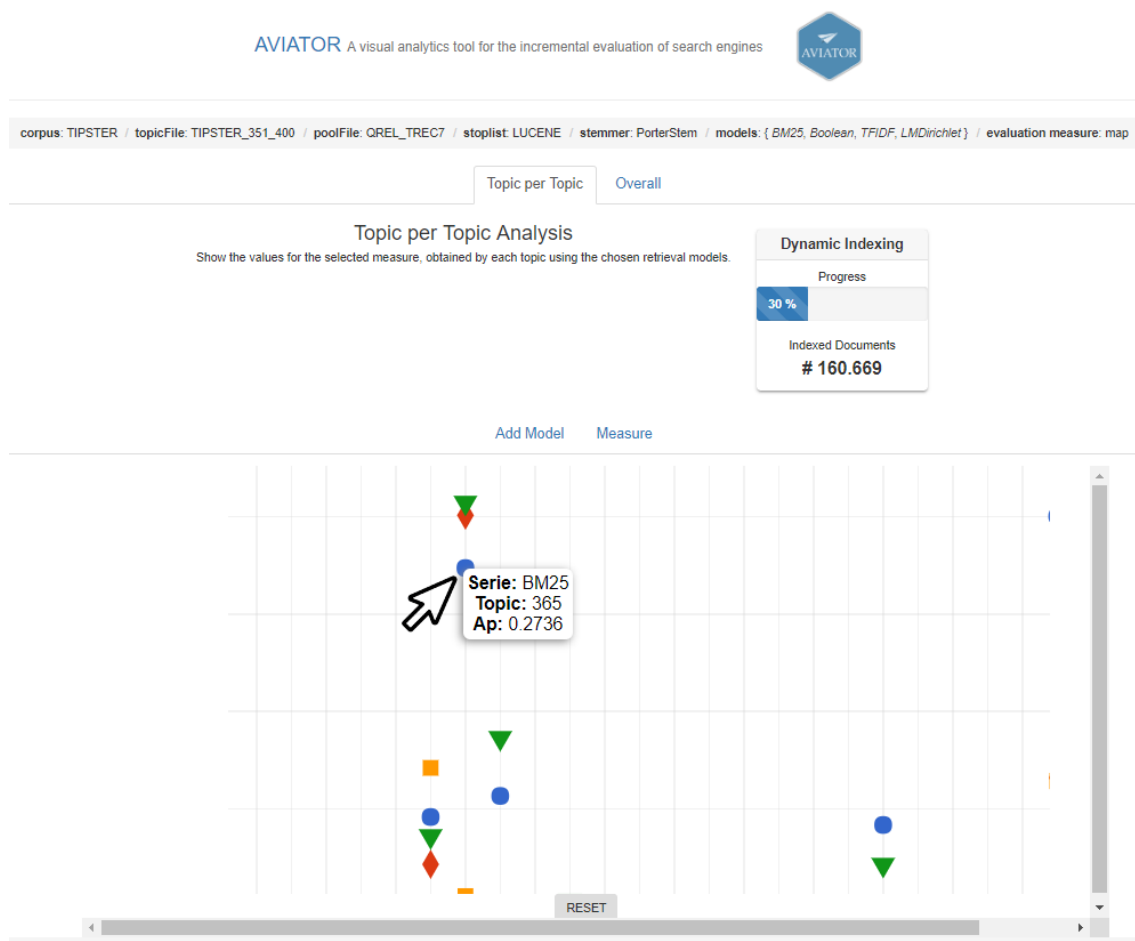 AVIATOR A visual analytics tool for the incremental evaluation of search engines
AVIATOR
corpus: TIPSTER / topicFile: TIPSTER_351_400 / poolFile: QREL_TREC7 / stoplist: LUCENE / stemmer: PorterStem / models: { BM25, Boolean, TFIDF, LMDirichlet } / evaluation measure: map
Topic per Topic Overall
Topic per Topic Analysis
Show the values for the selected measure, obtained by each topic using the chosen retrieval models.
Dynamic Indexing
Progress
30 %
Indexed Documents
# 160.669
Add Model Measure
Serie: BM25
Topic: 365
Ap: 0.2736
RESET